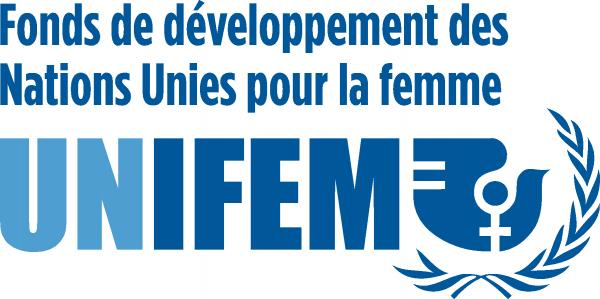 Fonds de développement des
Nations Unies pour la femme
UNIFEM